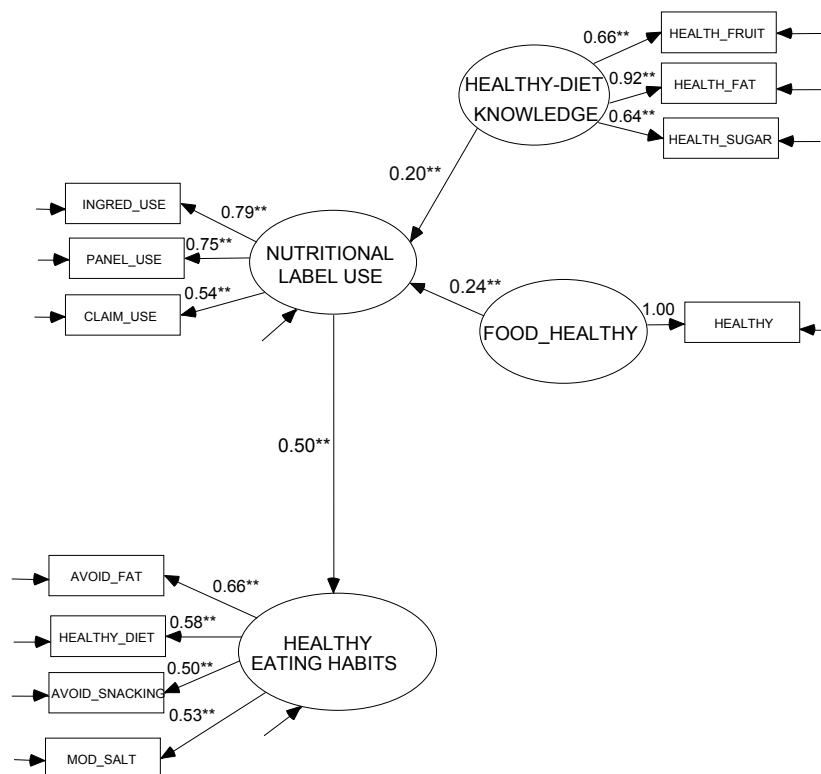 0.66**
HEALTH_FRUIT
HEALTHY-DIET
KNOWLEDGE
0.92**
HEALTH_FAT
0.64**
HEALTH_SUGAR
0.20**
INGRED_USE
0.79**
PANEL_USE
0.75**
CLAIM_USE
0.54**
NUTRITIONAL
LABEL USE
0.24**
FOOD_HEALTHY
1.00
HEALTHY
0.50**
AVOID_FAT
0.66**
HEALTHY_DIET
0.58**
AVOID_SNACKING
0.50**
MOD_SALT
0.53**
HEALTHY
EATING HABITS